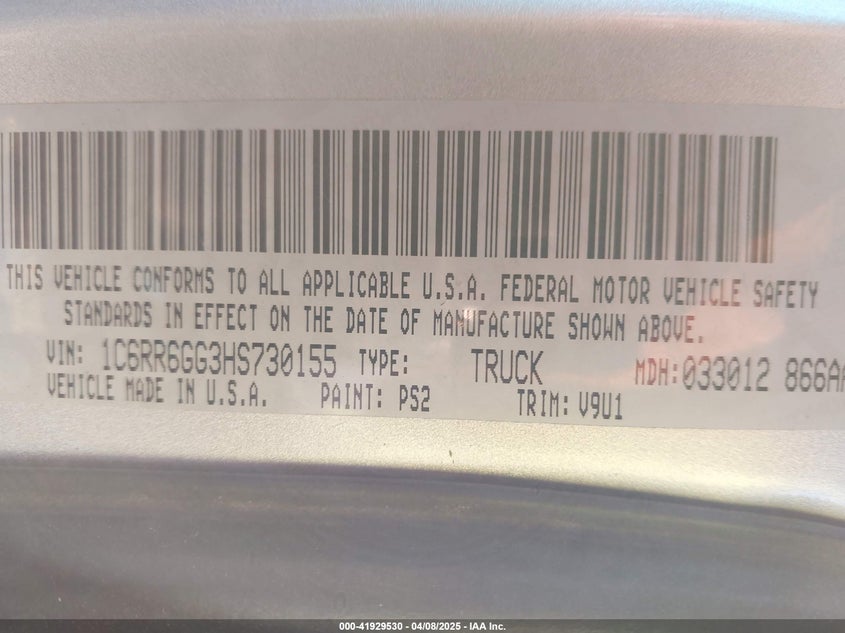 THIS VEHICLE CONFORMS TO ALL APPLICABLE U.S.A. FEDERAL MOTOR VEHICLE SAFETY
STANDARDS IN EFFECT ON THE DATE OF MANUFACTURE SHOWN ABOVE.
VIN: 1C6RR6GG3HS730155 TYPE: TRUCK MDH:033012 866AA
VEHICLE MADE IN U.S.A. PAINT: PS2 TRIM: V9U1
000-41929530 - 04/08/2025 - IAA Inc.